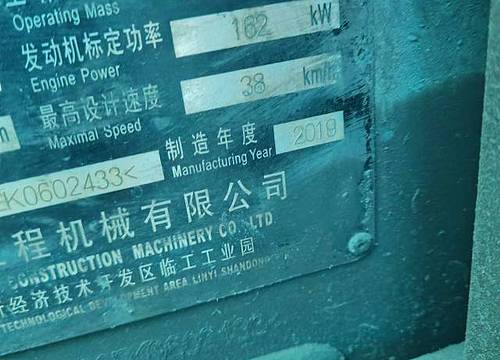 Operating Mass
发动机标定功率 162 kW
Engine Power
最高设计速度 38 km/h
Maximal Speed
制造年度 2019
Manufacturing Year
K0602433<
程机械有限公司
CONSTRUCTION MACHINERY CO., LTD
经济技术开发区临工工业园
TECHNOLOGICAL DEVELOPMENT AREA LINYI SHANDONG